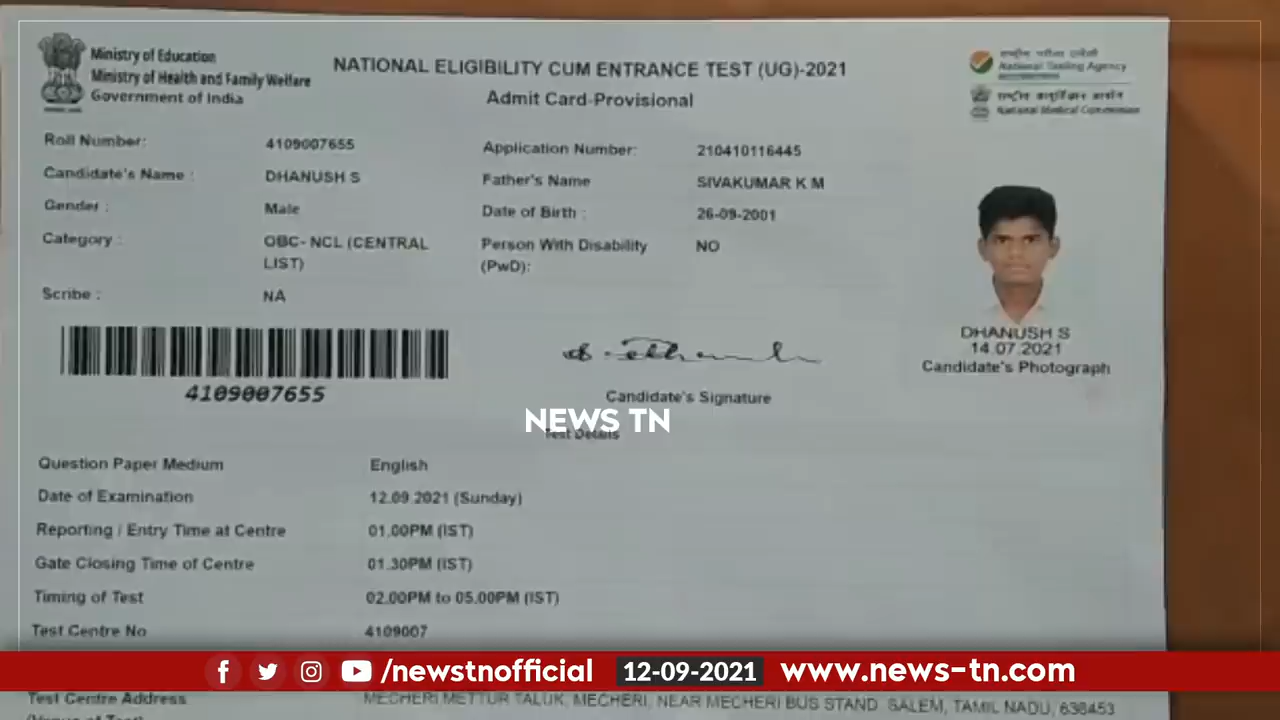 Ministry of Education
Ministry of Health and Family Welfare
Government of India
NATIONAL ELIGIBILITY CUM ENTRANCE TEST (UG)-2021
Admit Card-Provisional
राष्ट्रीय परीक्षा एजेंसी
National Testing Agency
राष्ट्रीय आयुर्विज्ञान आयोग
National Medical Commission
Roll Number: 4109007655 Application Number: 210410116445
Candidate's Name : DHANUSH S Father's Name SIVAKUMAR K M
Gender : Male Date of Birth : 26-09-2001
Category : OBC- NCL (CENTRAL LIST) Person With Disability (PwD): NO
Scribe : NA
4109007655
Candidate's Signature
DHANUSH S
14.07.2021
Candidate's Photograph
NEWS TN
Test Details
Question Paper Medium English
Date of Examination 12.09.2021 (Sunday)
Reporting / Entry Time at Centre 01.00PM (IST)
Gate Closing Time of Centre 01.30PM (IST)
Timing of Test 02.00PM to 05.00PM (IST)
Test Centre No 4109007
/newstnofficial 12-09-2021 www.news-tn.com
Test Centre Address MECHERI,METTUR TALUK, MECHERI, NEAR MECHERI BUS STAND SALEM, TAMIL NADU, 636453